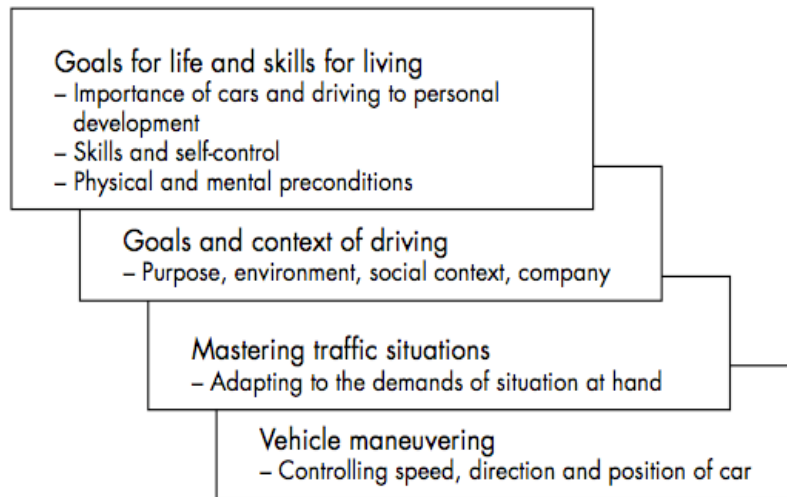 Goals for life and skills for living
– Importance of cars and driving to personal
development
– Skills and self-control
– Physical and mental preconditions
Goals and context of driving
– Purpose, environment, social context, company
Mastering traffic situations
– Adapting to the demands of situation at hand
Vehicle maneuvering
– Controlling speed, direction and position of car